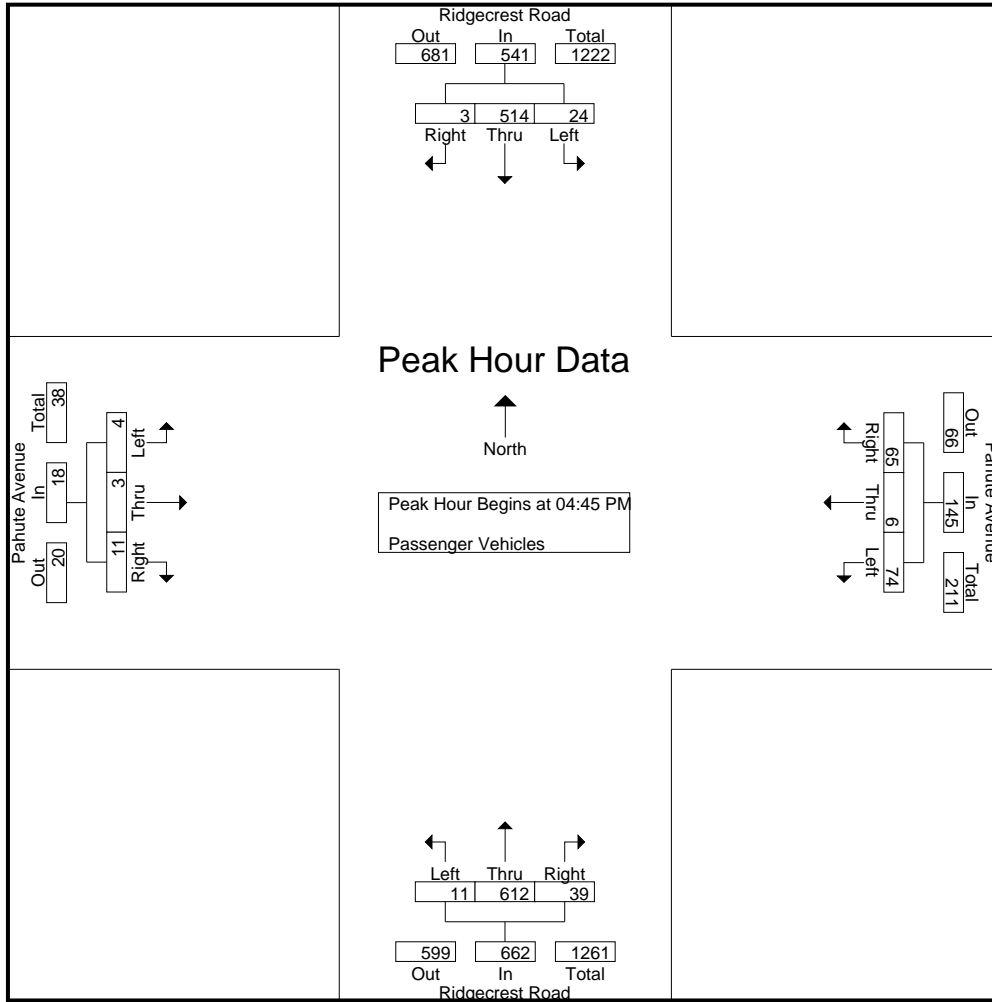 Ridgecrest Road
Out In Total
681 541 1222
3 514 24
Right Thru Left
Peak Hour Data
North
Peak Hour Begins at 04:45 PM
Passenger Vehicles
Pahute Avenue
Total In Out
38 18 20
4 3 11
Left Thru Right
Right Thru Left
65 6 74
Out In Total
66 145 211
Pahute Avenue
Left Thru Right
11 612 39
599 662 1261
Out In Total
Ridgecrest Road